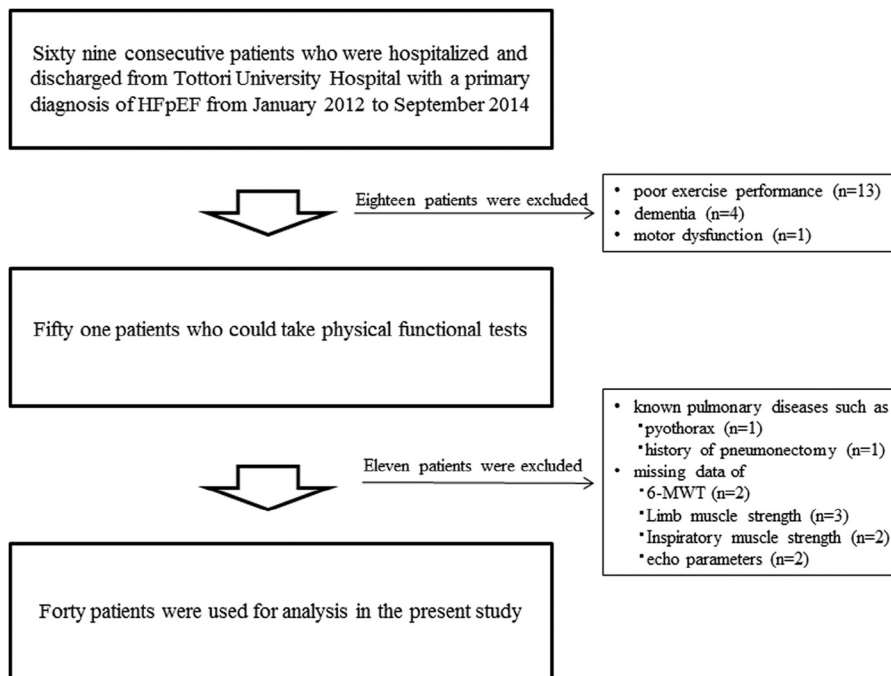 Sixty nine consecutive patients who were hospitalized and
discharged from Tottori University Hospital with a primary
diagnosis of HFpEF from January 2012 to September 2014
Eighteen patients were excluded
• poor exercise performance (n=13)
• dementia (n=4)
• motor dysfunction (n=1)
Fifty one patients who could take physical functional tests
Eleven patients were excluded
• known pulmonary diseases such as
▪pyothorax (n=1)
▪history of pneumonectomy (n=1)
• missing data of
▪6-MWT (n=2)
▪Limb muscle strength (n=3)
▪Inspiratory muscle strength (n=2)
▪echo parameters (n=2)
Forty patients were used for analysis in the present study